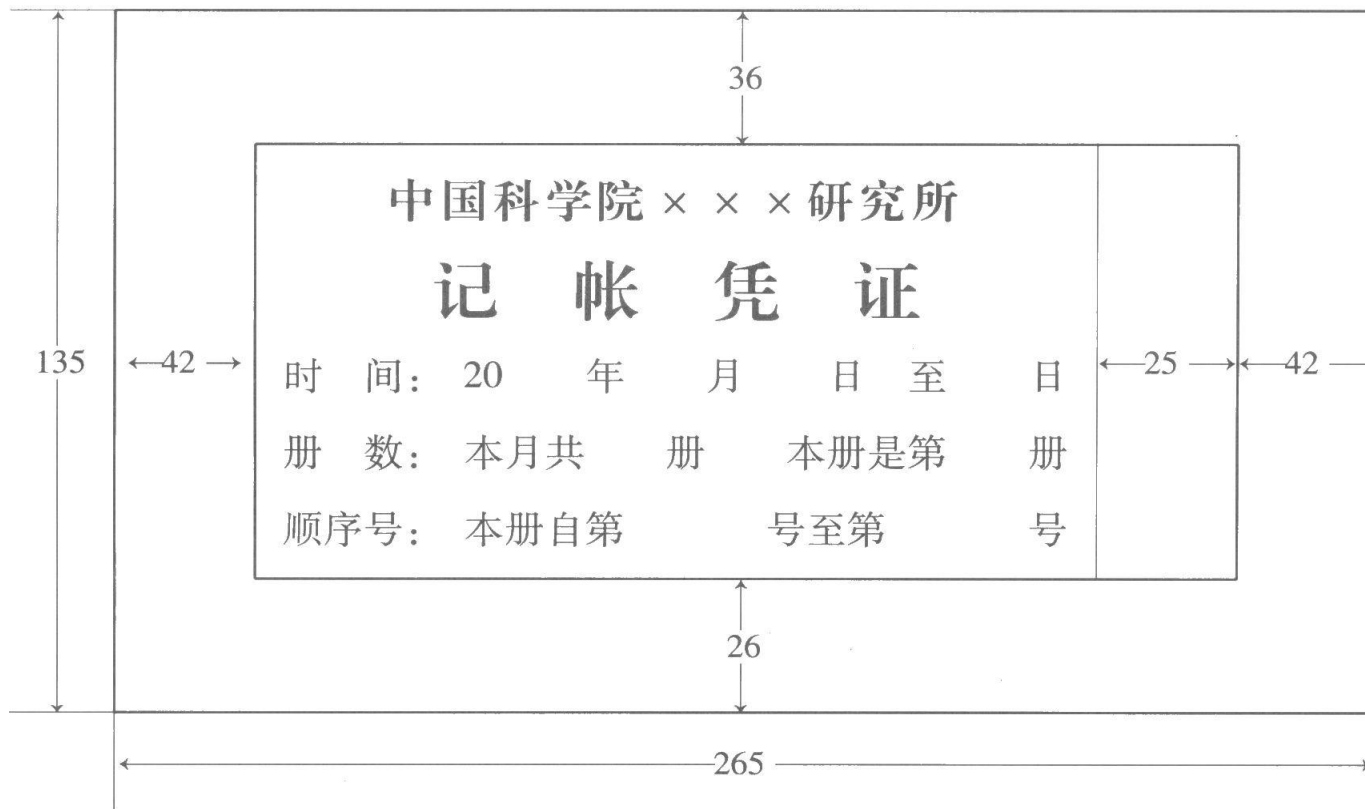 36
中国科学院×××研究所
记帐凭证
135 42 时间：20 年 月 日至 日 25 42
册数：本月共 册 本册是第 册
顺序号：本册自第 号至第 号
26
265